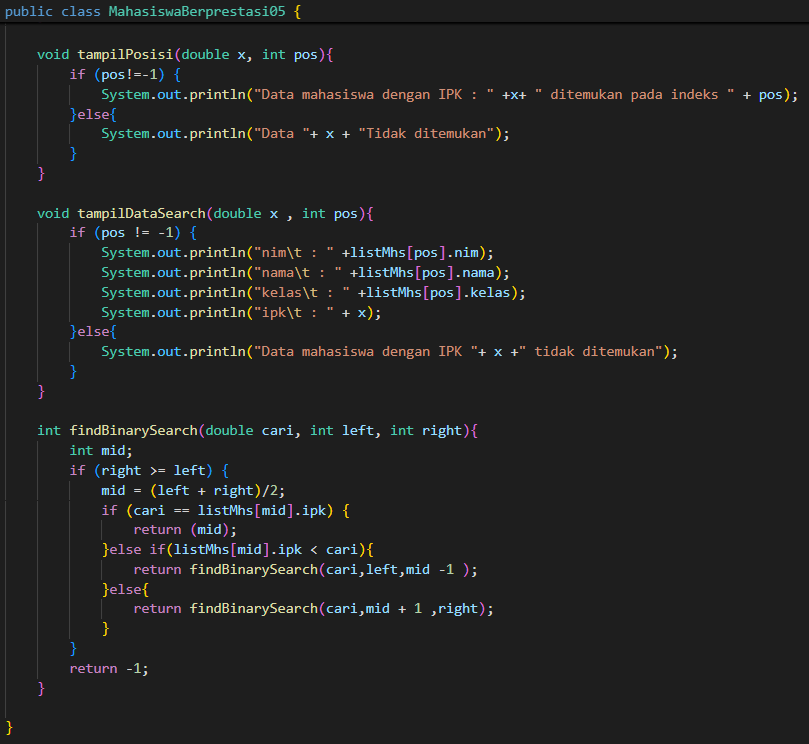 public class MahasiswaBerprestasi05 {
void tampilPosisi(double x, int pos){
if (pos!=-1) {
System.out.println("Data mahasiswa dengan IPK : " +x+ " ditemukan pada indeks " + pos);
}else{
System.out.println("Data "+ x + "Tidak ditemukan");
}
}
void tampilDataSearch(double x , int pos){
if (pos != -1) {
System.out.println("nim\t : " +listMhs[pos].nim);
System.out.println("nama\t : " +listMhs[pos].nama);
System.out.println("kelas\t : " +listMhs[pos].kelas);
System.out.println("ipk\t : " + x);
}else{
System.out.println("Data mahasiswa dengan IPK "+ x +" tidak ditemukan");
}
}
int findBinarySearch(double cari, int left, int right){
int mid;
if (right >= left) {
mid = (left + right)/2;
if (cari == listMhs[mid].ipk) {
return (mid);
}else if(listMhs[mid].ipk < cari){
return findBinarySearch(cari,left,mid -1 );
}else{
return findBinarySearch(cari,mid + 1 ,right);
}
}
return -1;
}
}